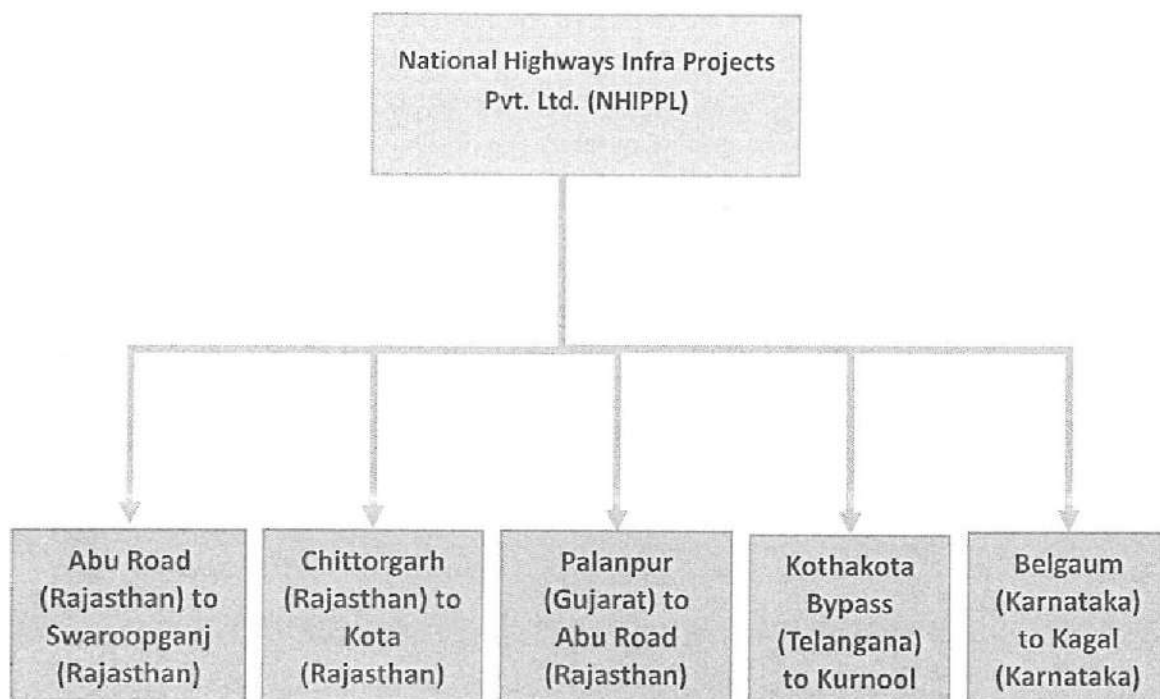 National Highways Infra Projects
Pvt. Ltd. (NHIPPL)
Abu Road
(Rajasthan) to
Swaroopganj
(Rajasthan)
Chittorgarh
(Rajasthan) to
Kota
(Rajasthan)
Palanpur
(Gujarat) to
Abu Road
(Rajasthan)
Kothakota
Bypass
(Telangana)
to Kurnool
Belgaum
(Karnataka)
to Kagal
(Karnataka)